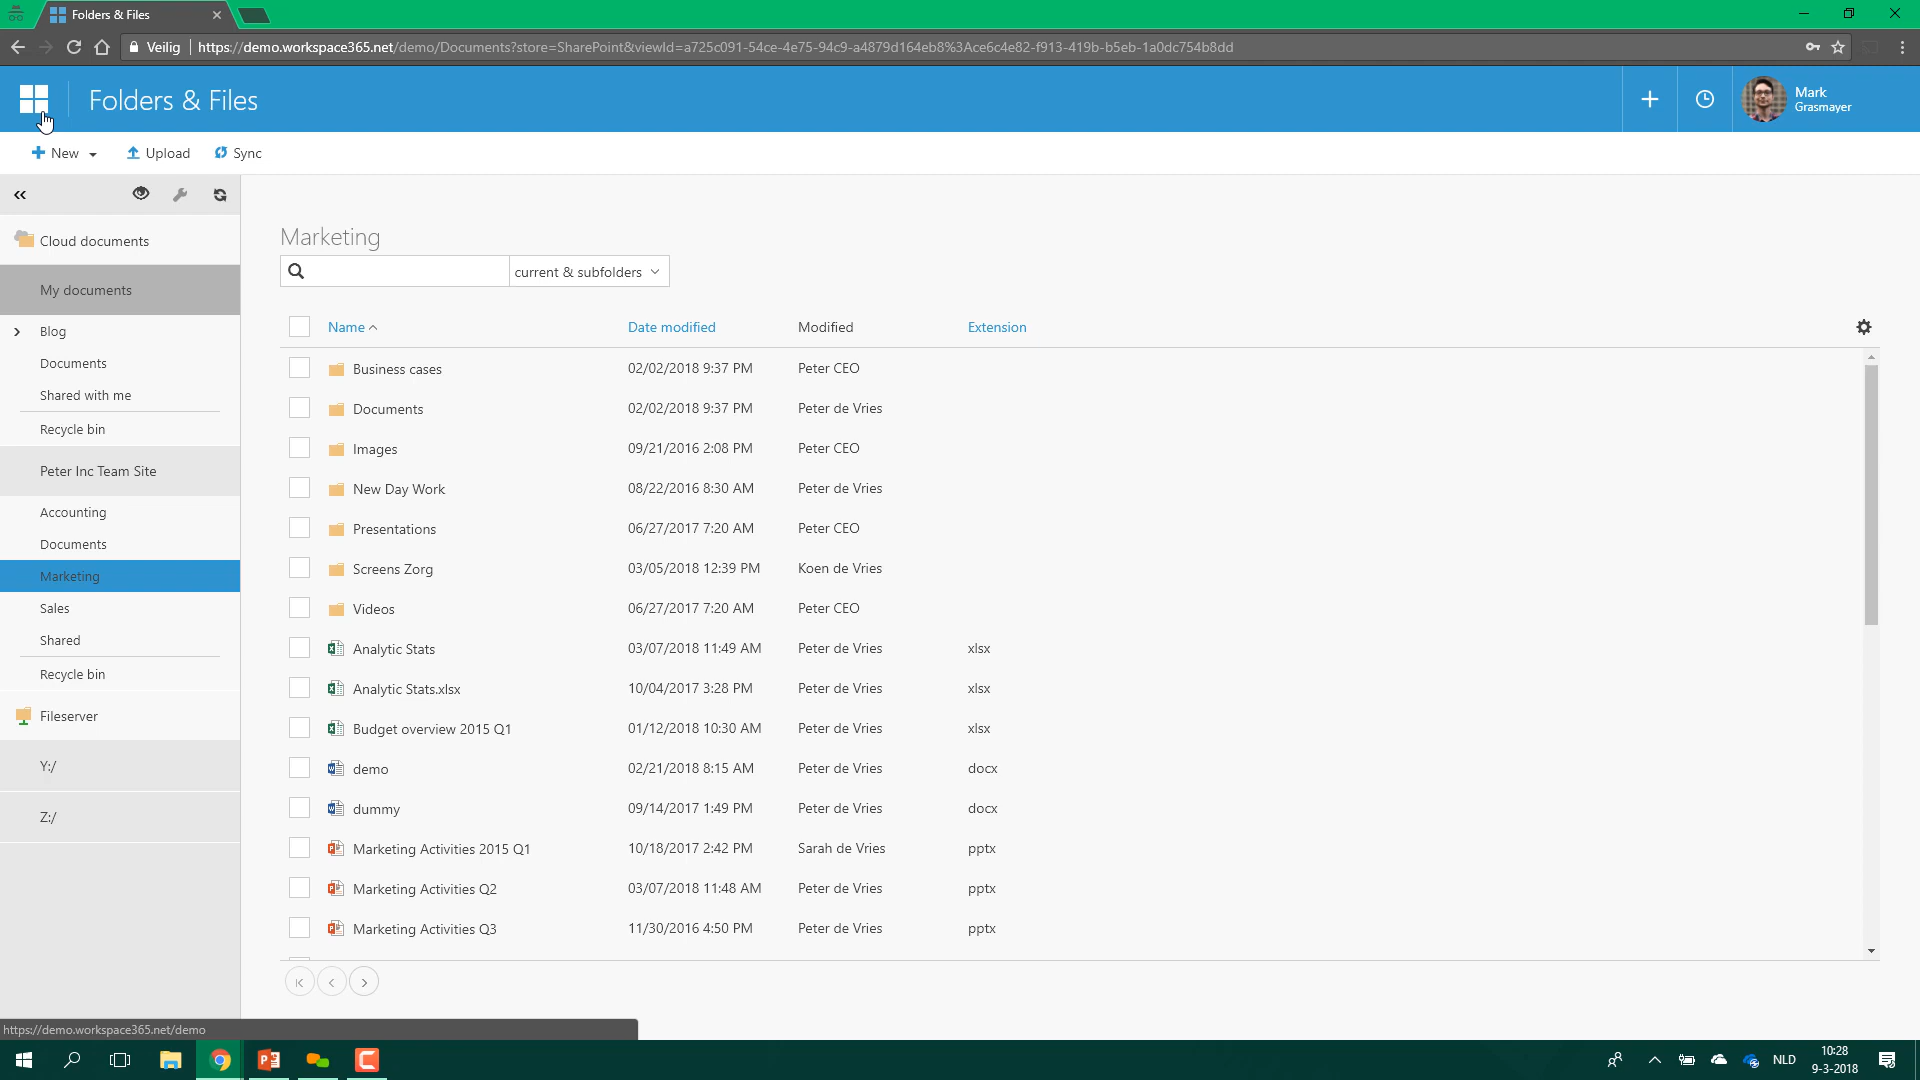 Folders & Files
Veilig
https://demo.workspace365.net/demo/Documents?store=SharePoint&viewId=a725c091-54ce-4e75-94c9-a4879d164eb8%3Ace6c4e82-f913-419b-b5eb-1a0dc754b8dd
Folders & Files
Mark
Grasmayer
New
Upload
Sync
Cloud documents
My documents
Blog
Documents
Shared with me
Recycle bin
Peter Inc Team Site
Accounting
Documents
Marketing
Sales
Shared
Recycle bin
Fileserver
Y:/
Z:/
Marketing
current & subfolders
Name Date modified Modified Extension
Business cases 02/02/2018 9:37 PM Peter CEO
Documents 02/02/2018 9:37 PM Peter de Vries
Images 09/21/2016 2:08 PM Peter CEO
New Day Work 08/22/2016 8:30 AM Peter de Vries
Presentations 06/27/2017 7:20 AM Peter CEO
Screens Zorg 03/05/2018 12:39 PM Koen de Vries
Videos 06/27/2017 7:20 AM Peter CEO
Analytic Stats 03/07/2018 11:49 AM Peter de Vries xlsx
Analytic Stats.xlsx 10/04/2017 3:28 PM Peter de Vries xlsx
Budget overview 2015 Q1 01/12/2018 10:30 AM Peter de Vries xlsx
demo 02/21/2018 8:15 AM Peter de Vries docx
dummy 09/14/2017 1:49 PM Peter de Vries docx
Marketing Activities 2015 Q1 10/18/2017 2:42 PM Sarah de Vries pptx
Marketing Activities Q2 03/07/2018 11:48 AM Peter de Vries pptx
Marketing Activities Q3 11/30/2016 4:50 PM Peter de Vries pptx
https://demo.workspace365.net/demo
NLD
10:28
9-3-2018